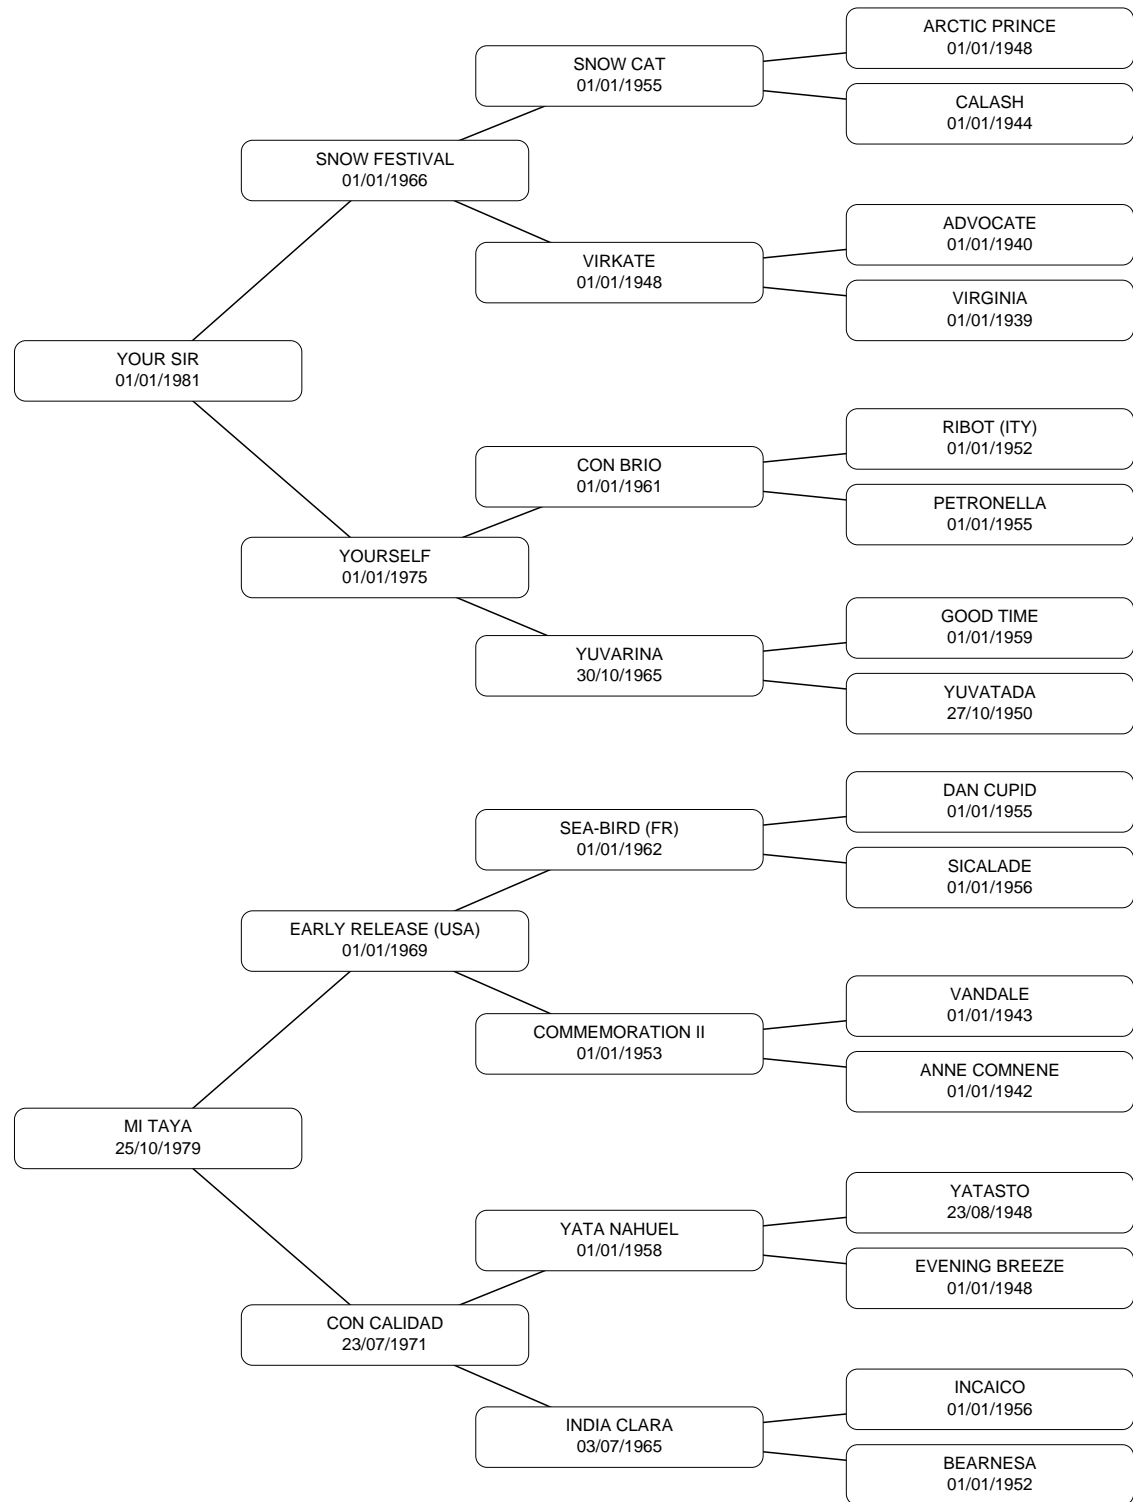 ARCTIC PRINCE
01/01/1948
SNOW CAT
01/01/1955
CALASH
01/01/1944
SNOW FESTIVAL
01/01/1966
ADVOCATE
01/01/1940
VIRKATE
01/01/1948
VIRGINIA
01/01/1939
YOUR SIR
01/01/1981
RIBOT (ITY)
01/01/1952
CON BRIO
01/01/1961
PETRONELLA
01/01/1955
YOURSELF
01/01/1975
GOOD TIME
01/01/1959
YUVARINA
30/10/1965
YUVATADA
27/10/1950
DAN CUPID
01/01/1955
SEA-BIRD (FR)
01/01/1962
SICALADE
01/01/1956
EARLY RELEASE (USA)
01/01/1969
VANDALE
01/01/1943
COMMEMORATION II
01/01/1953
ANNE COMNENE
01/01/1942
MI TAYA
25/10/1979
YATASTO
23/08/1948
YATA NAHUEL
01/01/1958
EVENING BREEZE
01/01/1948
CON CALIDAD
23/07/1971
INCAICO
01/01/1956
INDIA CLARA
03/07/1965
BEARNESA
01/01/1952